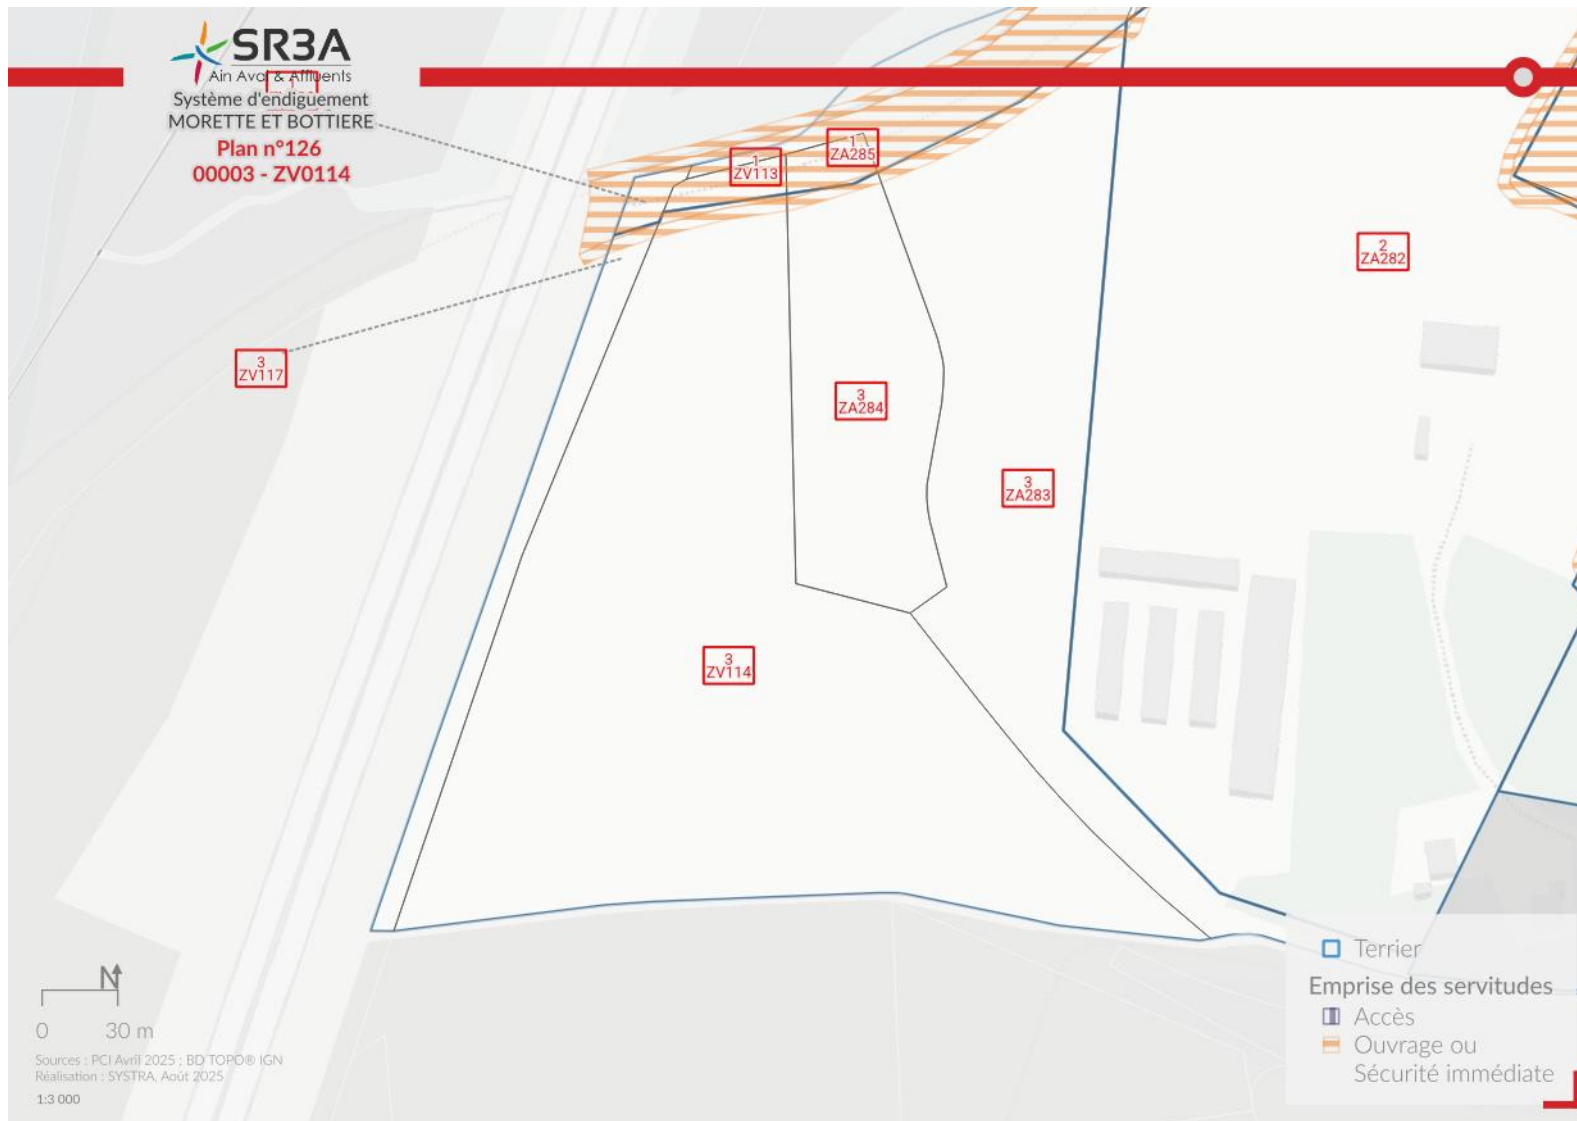 SR3A
Ain Aval & Affluents
Système d'endiguement
MORETTE ET BOTTIERE
Plan n°126
00003 - ZV0114
1
ZV113
1
ZA285
2
ZA282
3
ZV117
3
ZA284
3
ZA283
3
ZV114
N
0 30 m
Sources : PCI Avril 2025 ; BD TOPO® IGN
Réalisation : SYSTRA, Août 2025
1:3 000
Terrier
Emprise des servitudes
Accès
Ouvrage ou
Sécurité immédiate